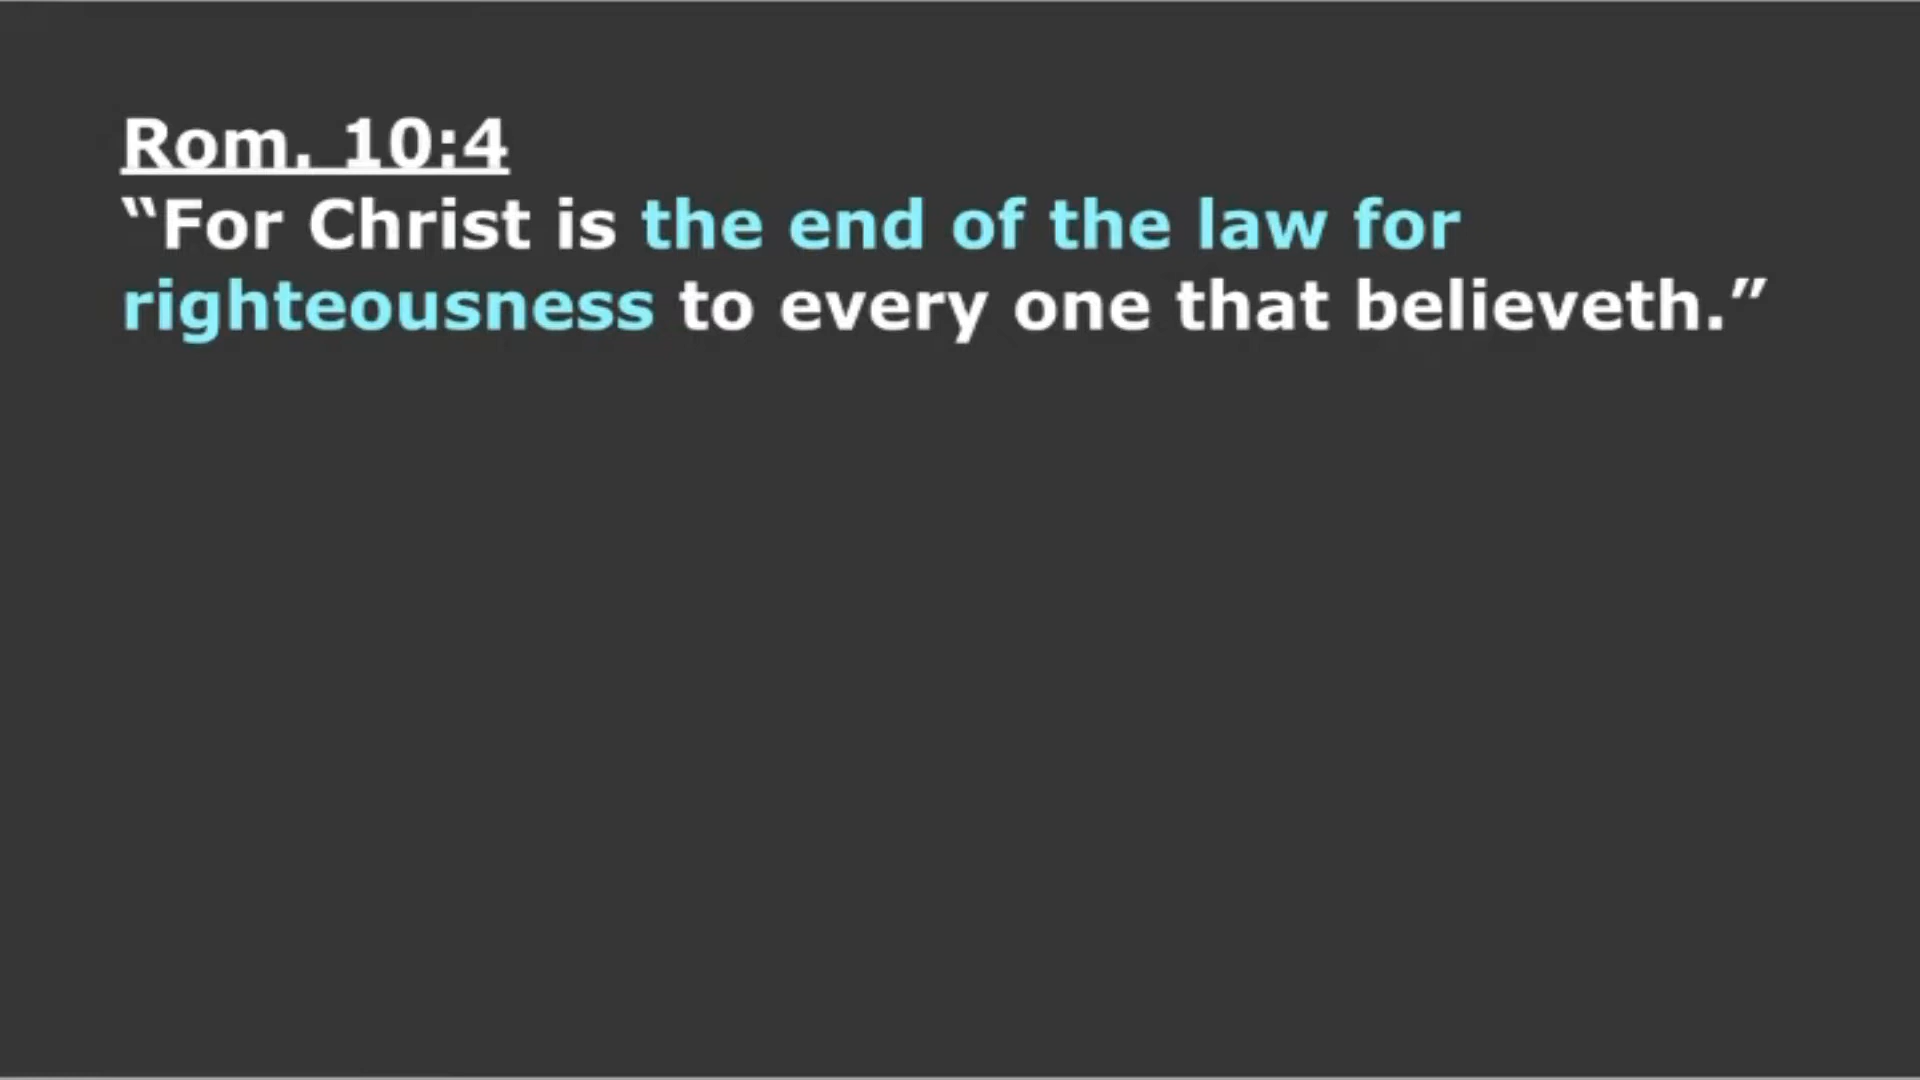 Rom. 10:4
“For Christ is the end of the law for
righteousness to every one that believeth.”